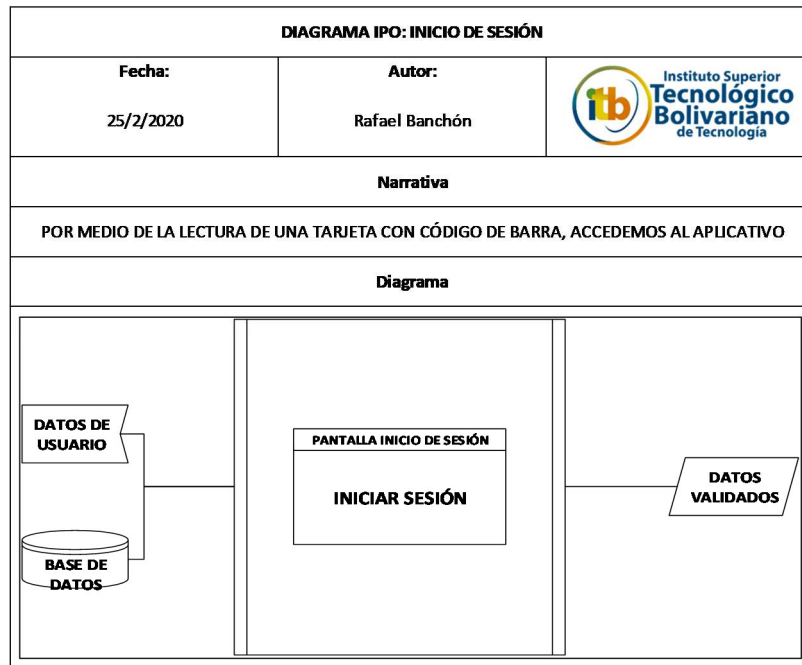 DIAGRAMA IPO: INICIO DE SESIÓN
Fecha:
25/2/2020
Autor:
Rafael Banchón
itb
Instituto Superior
Tecnológico
Bolivariano
de Tecnología
Narrativa
POR MEDIO DE LA LECTURA DE UNA TARJETA CON CÓDIGO DE BARRA, ACCEDEMOS AL APLICATIVO
Diagrama
DATOS DE
USUARIO
BASE DE
DATOS
PANTALLA INICIO DE SESIÓN
INICIAR SESIÓN
DATOS
VALIDADOS